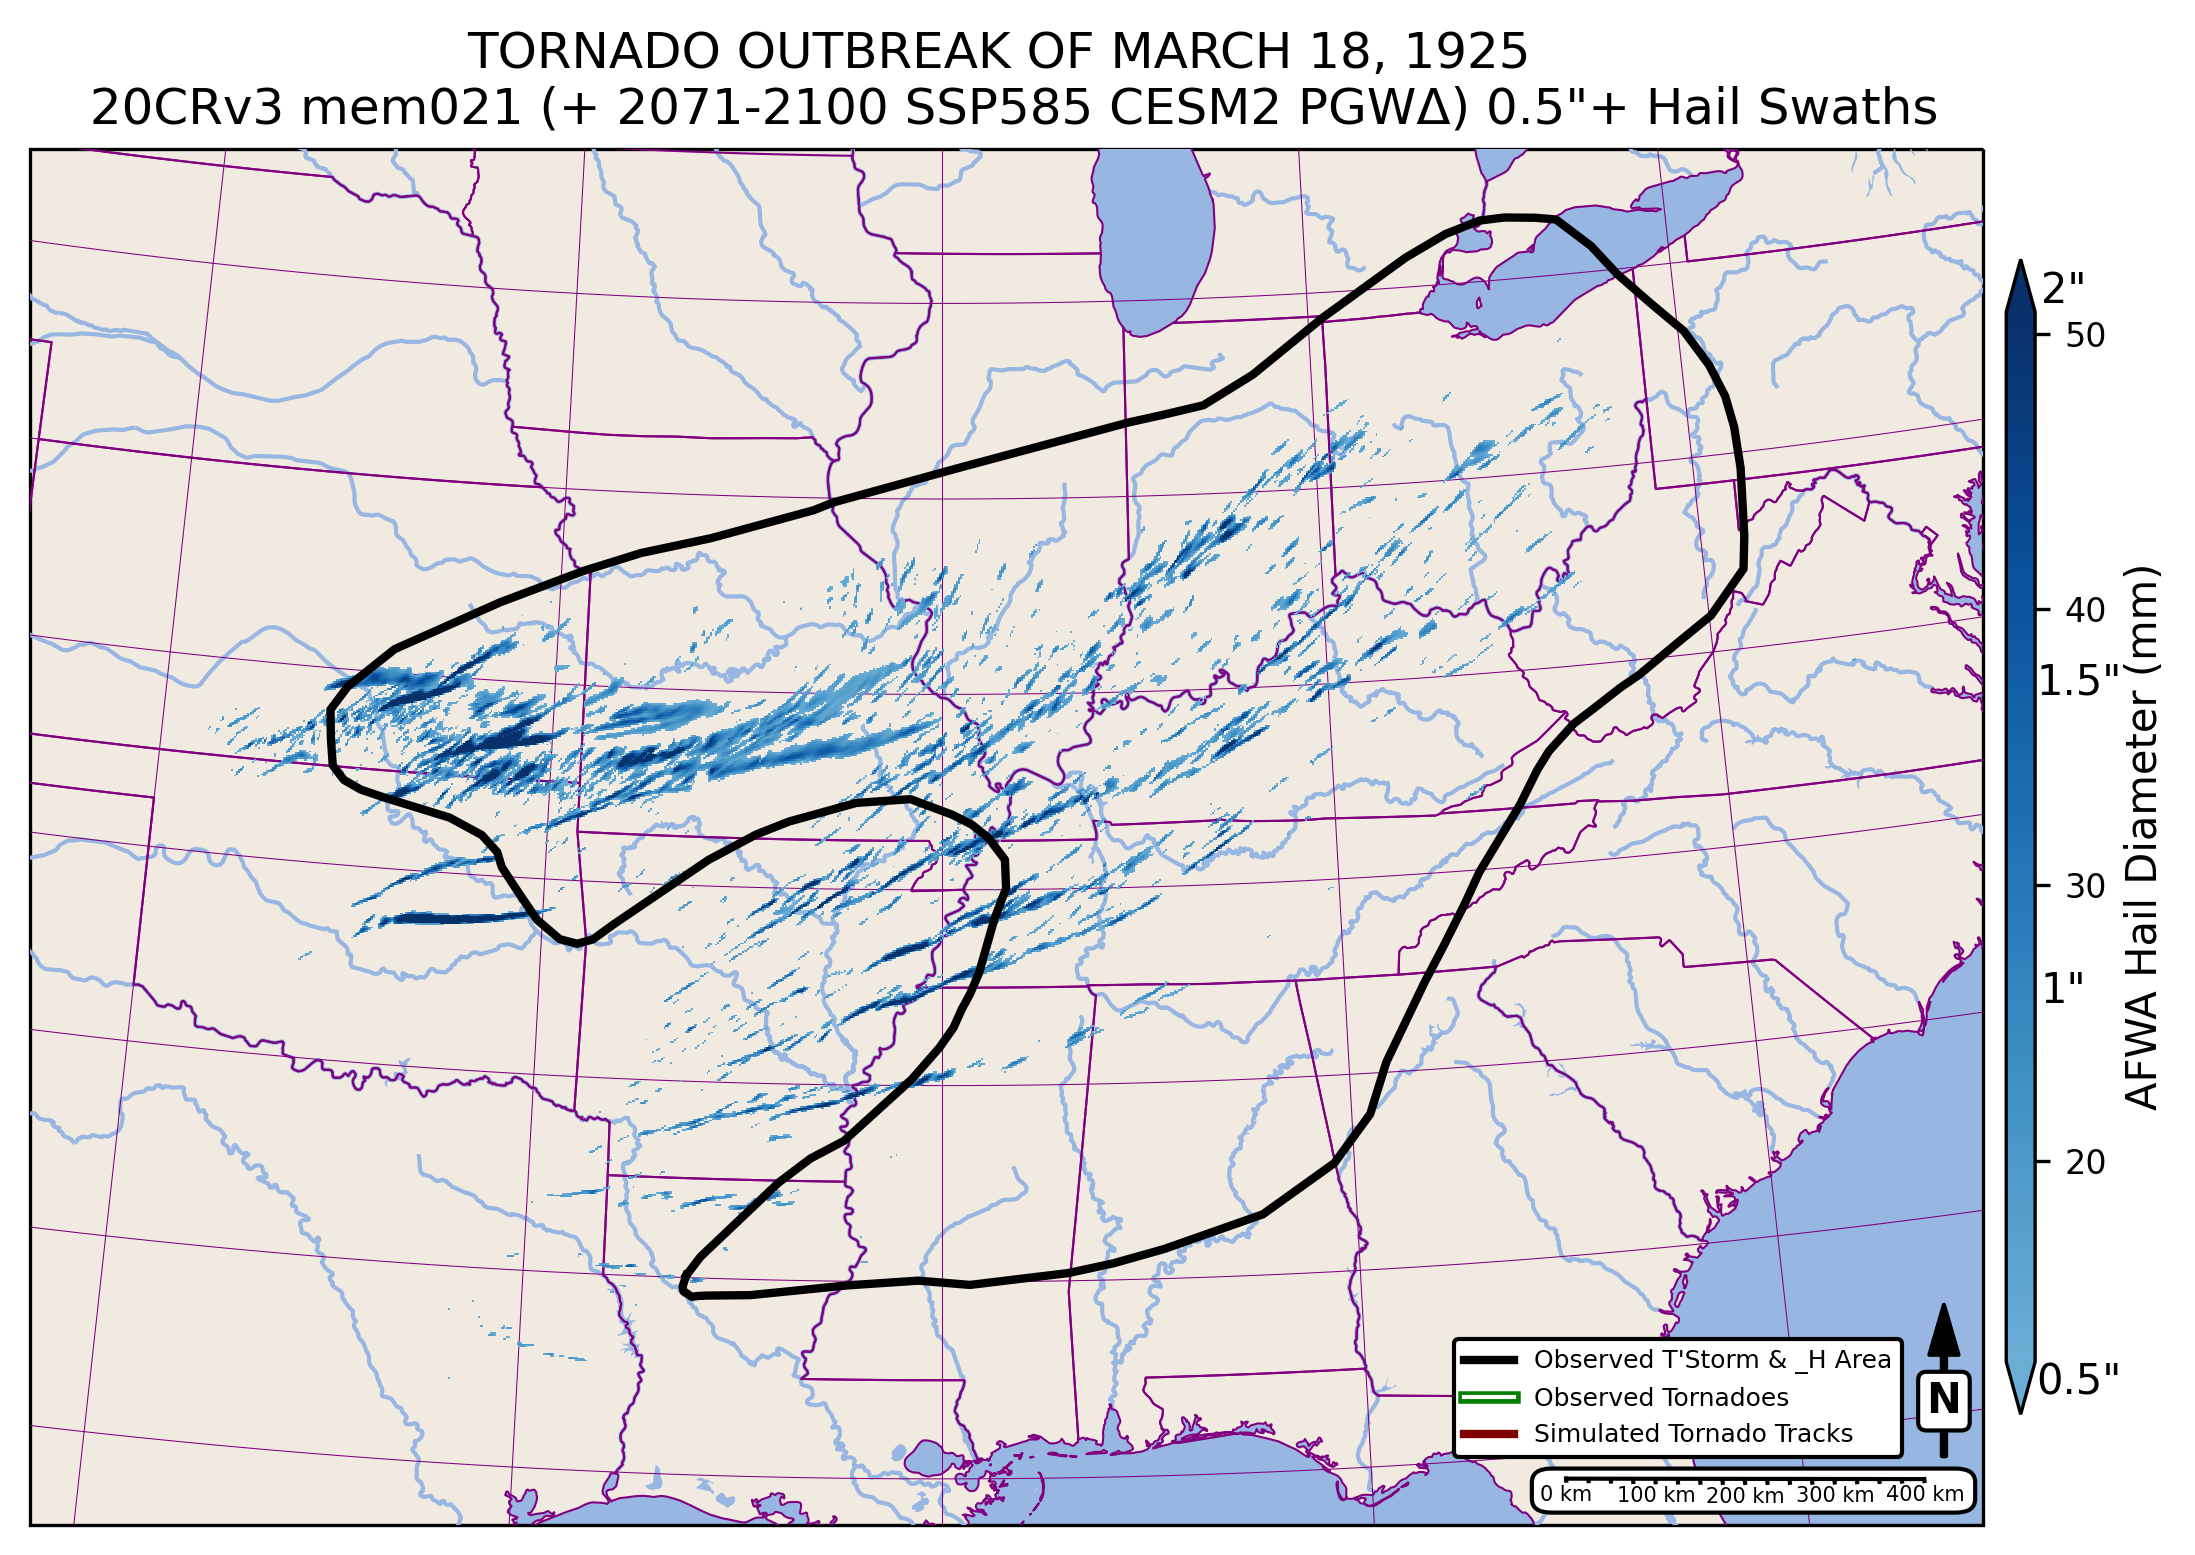 TORNADO OUTBREAK OF MARCH 18, 1925
20CRv3 mem021 (+ 2071-2100 SSP585 CESM2 PGWΔ) 0.5"+ Hail Swaths
2"
50
40
1.5"
30
1"
20
0.5"
AFWA Hail Diameter (mm)
Observed T'Storm & _H Area
Observed Tornadoes
Simulated Tornado Tracks
N
0 km 100 km 200 km 300 km 400 km